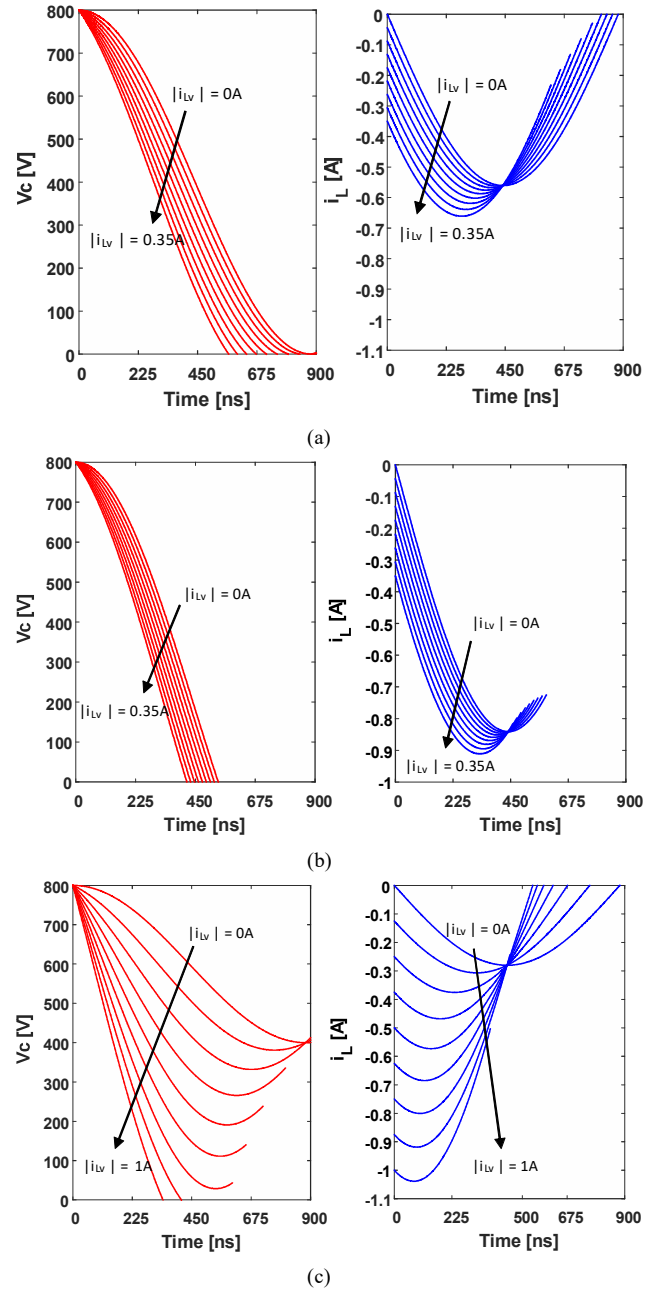 800
700
600
500
400
300
200
100
0
Vc [V]
|iLv | = 0A
|iLv | = 0.35A
0 225 450 675 900
Time [ns]
0
-0.1
-0.2
-0.3
-0.4
-0.5
-0.6
-0.7
-0.8
-0.9
-1
-1.1
i_L [A]
|iLv | = 0A
|iLv | = 0.35A
0 225 450 675 900
Time [ns]
(a)
800
700
600
500
400
300
200
100
0
Vc [V]
|iLv | = 0A
|iLv | = 0.35A
0 225 450 675 900
Time [ns]
0
-0.1
-0.2
-0.3
-0.4
-0.5
-0.6
-0.7
-0.8
-0.9
-1
i_L [A]
|iLv | = 0A
|iLv | = 0.35A
0 225 450 675 900
Time [ns]
(b)
800
700
600
500
400
300
200
100
0
Vc [V]
|iLv | = 0A
|iLv | = 1A
0 225 450 675 900
Time [ns]
0
-0.1
-0.2
-0.3
-0.4
-0.5
-0.6
-0.7
-0.8
-0.9
-1
-1.1
i_L [A]
|iLv | = 0A
|iLv | = 1A
0 225 500 675 900
Time [ns]
(c)